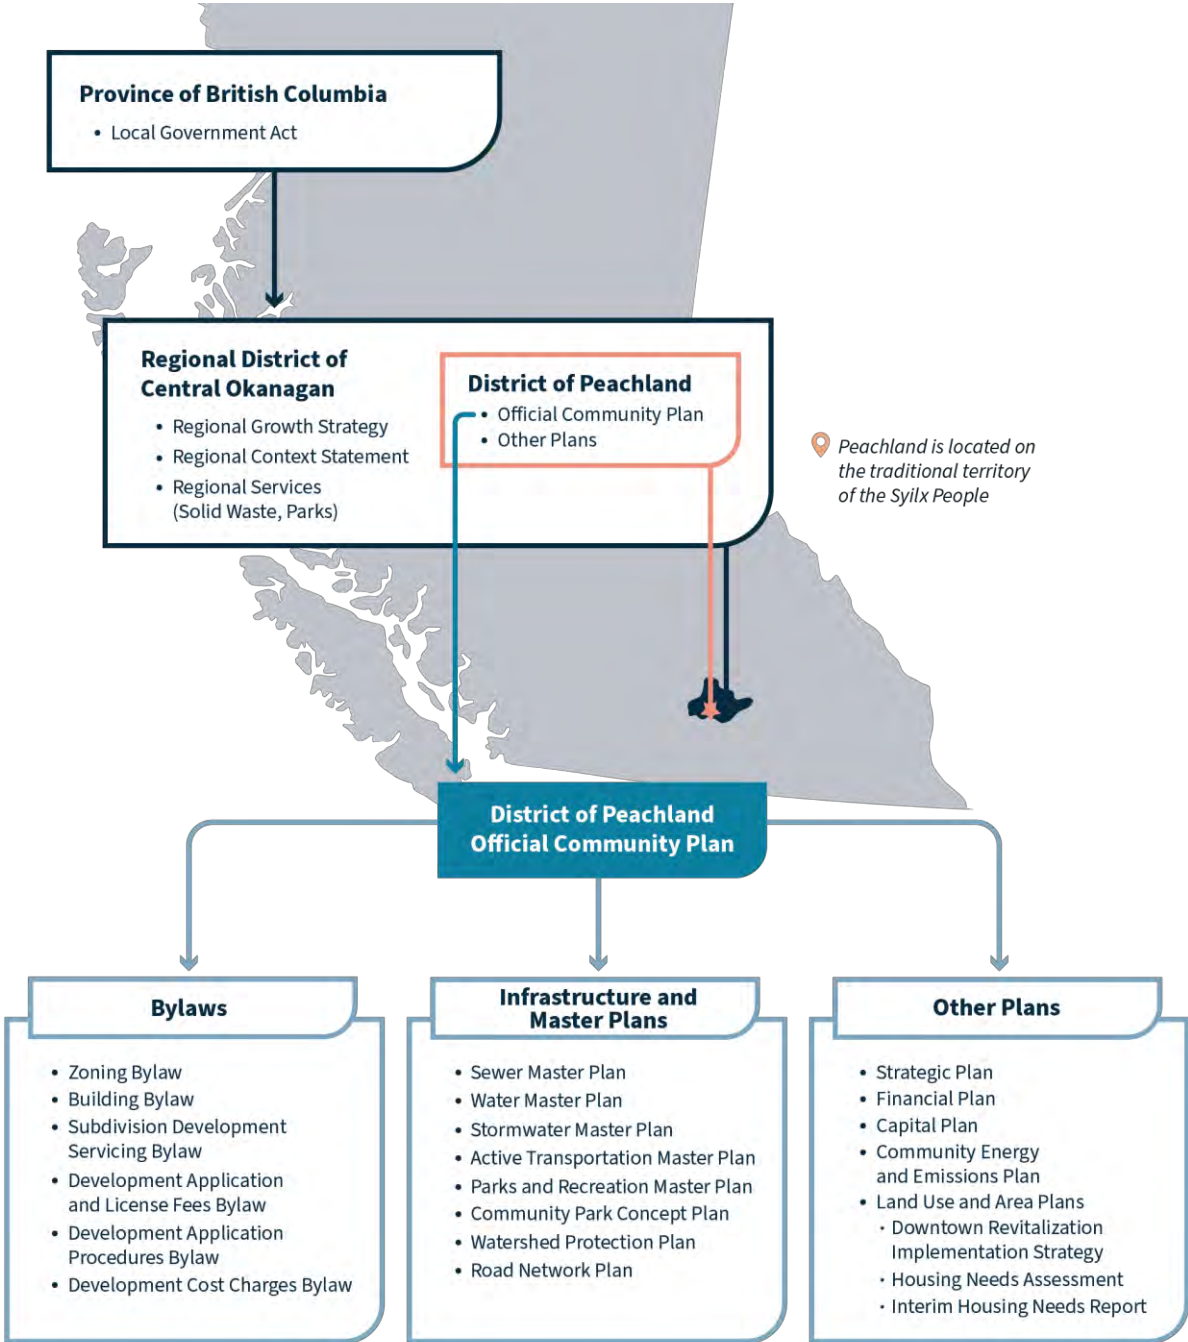 Province of British Columbia
• Local Government Act
Regional District of
Central Okanagan
• Regional Growth Strategy
• Regional Context Statement
• Regional Services
(Solid Waste, Parks)
District of Peachland
• Official Community Plan
• Other Plans
Peachland is located on
the traditional territory
of the Syilx People
District of Peachland
Official Community Plan
Bylaws
• Zoning Bylaw
• Building Bylaw
• Subdivision Development
Servicing Bylaw
• Development Application
and License Fees Bylaw
• Development Application
Procedures Bylaw
• Development Cost Charges Bylaw
Infrastructure and
Master Plans
• Sewer Master Plan
• Water Master Plan
• Stormwater Master Plan
• Active Transportation Master Plan
• Parks and Recreation Master Plan
• Community Park Concept Plan
• Watershed Protection Plan
• Road Network Plan
Other Plans
• Strategic Plan
• Financial Plan
• Capital Plan
• Community Energy
and Emissions Plan
• Land Use and Area Plans
· Downtown Revitalization
Implementation Strategy
· Housing Needs Assessment
· Interim Housing Needs Report